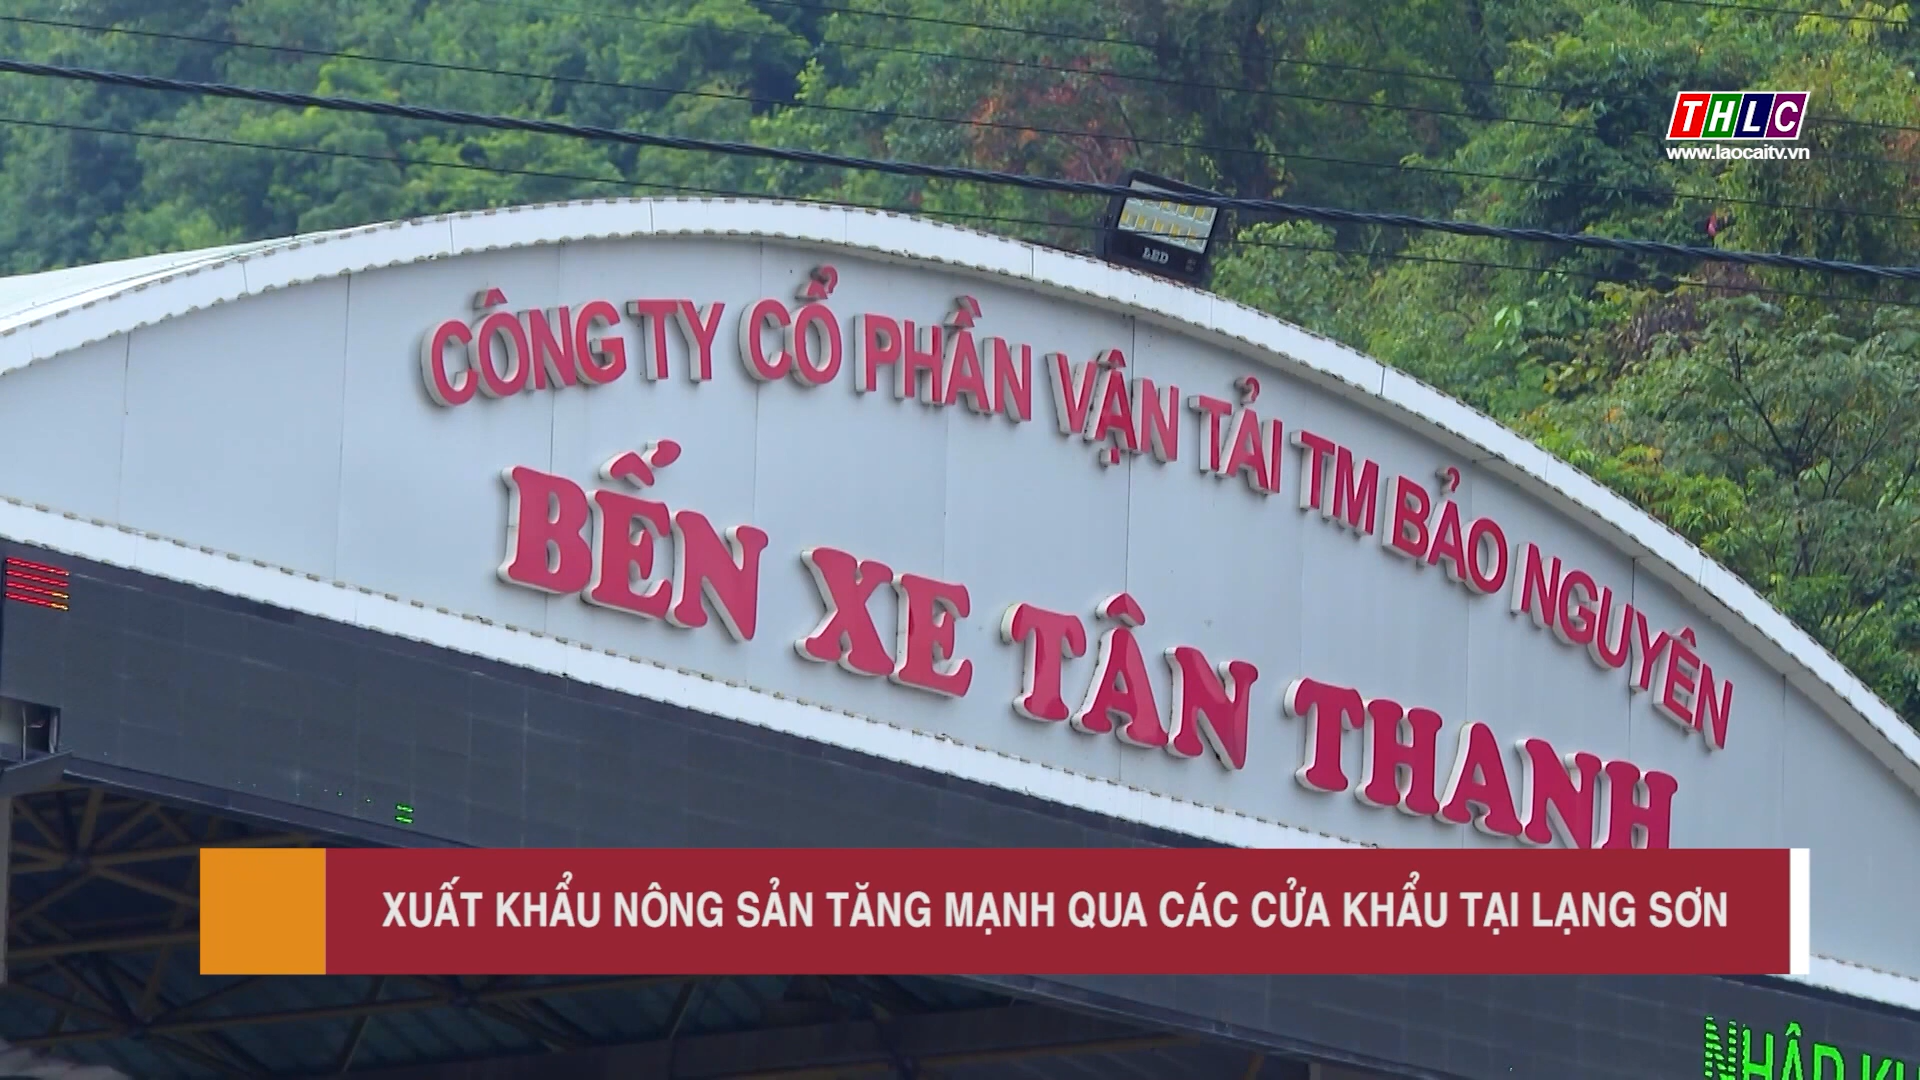 THLC
www.laocaitv.vn
LED
CÔNG TY CỔ PHẦN VẬN TẢI TM BẢO NGUYÊN
BẾN XE TÂN THANH
XUẤT KHẨU NÔNG SẢN TĂNG MẠNH QUA CÁC CỬA KHẨU TẠI LẠNG SƠN
NHẬP